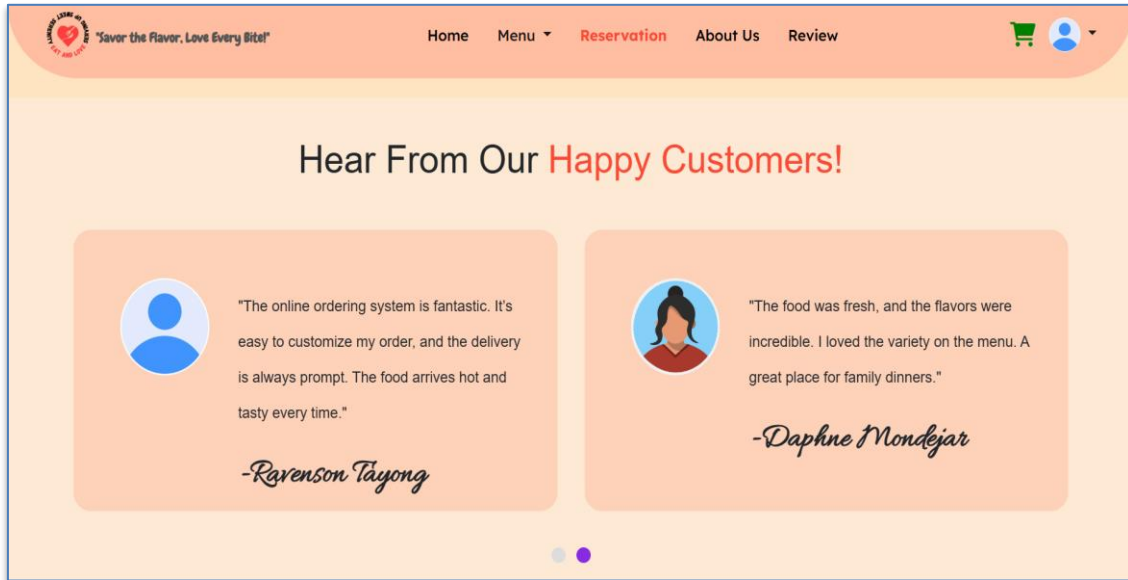 "Savor the Flavor, Love Every Bite!"
EAT AND LOVE
Home Menu Reservation About Us Review
Hear From Our Happy Customers!
"The online ordering system is fantastic. It's
easy to customize my order, and the delivery
is always prompt. The food arrives hot and
tasty every time."
-Ravenson Tayong
"The food was fresh, and the flavors were
incredible. I loved the variety on the menu. A
great place for family dinners."
-Daphne Mondejar